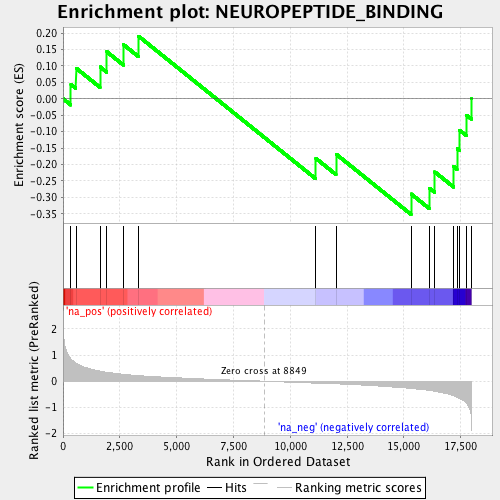 Enrichment plot: NEUROPEPTIDE_BINDING
Enrichment score (ES)
0.20
0.15
0.10
0.05
0.00
-0.05
-0.10
-0.15
-0.20
-0.25
-0.30
-0.35
'na_pos' (positively correlated)
Ranked list metric (PreRanked)
2
1
0
-1
-2
Zero cross at 8849
'na_neg' (negatively correlated)
0 2,500 5,000 7,500 10,000 12,500 15,000 17,500
Rank in Ordered Dataset
Enrichment profile Hits Ranking metric scores